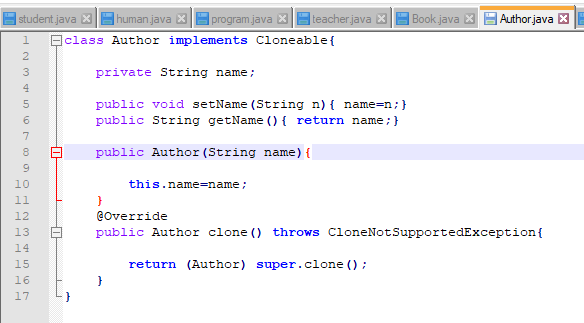 student.java human.java program.java teacher.java Book.java Author.java
1 class Author implements Cloneable{
2
3 private String name;
4
5 public void setName(String n){ name=n;}
6 public String getName(){ return name;}
7
8 public Author(String name){
9
10 this.name=name;
11 }
12 @Override
13 public Author clone() throws CloneNotSupportedException{
14
15 return (Author) super.clone();
16 }
17 }